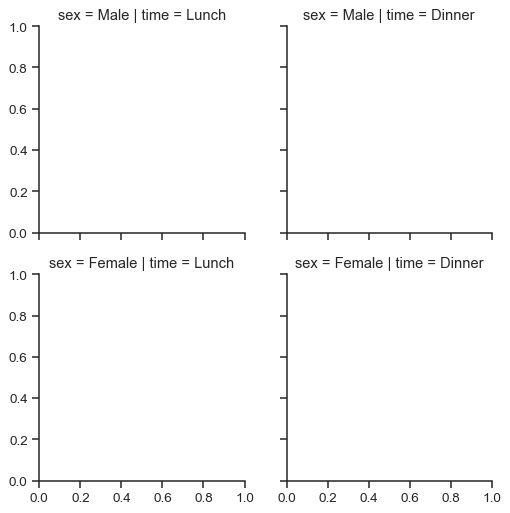 sex = Male | time = Lunch
sex = Male | time = Dinner
1.0
0.8
0.6
0.4
0.2
0.0
sex = Female | time = Lunch
sex = Female | time = Dinner
1.0
0.8
0.6
0.4
0.2
0.0
0.0 0.2 0.4 0.6 0.8 1.0
0.0 0.2 0.4 0.6 0.8 1.0